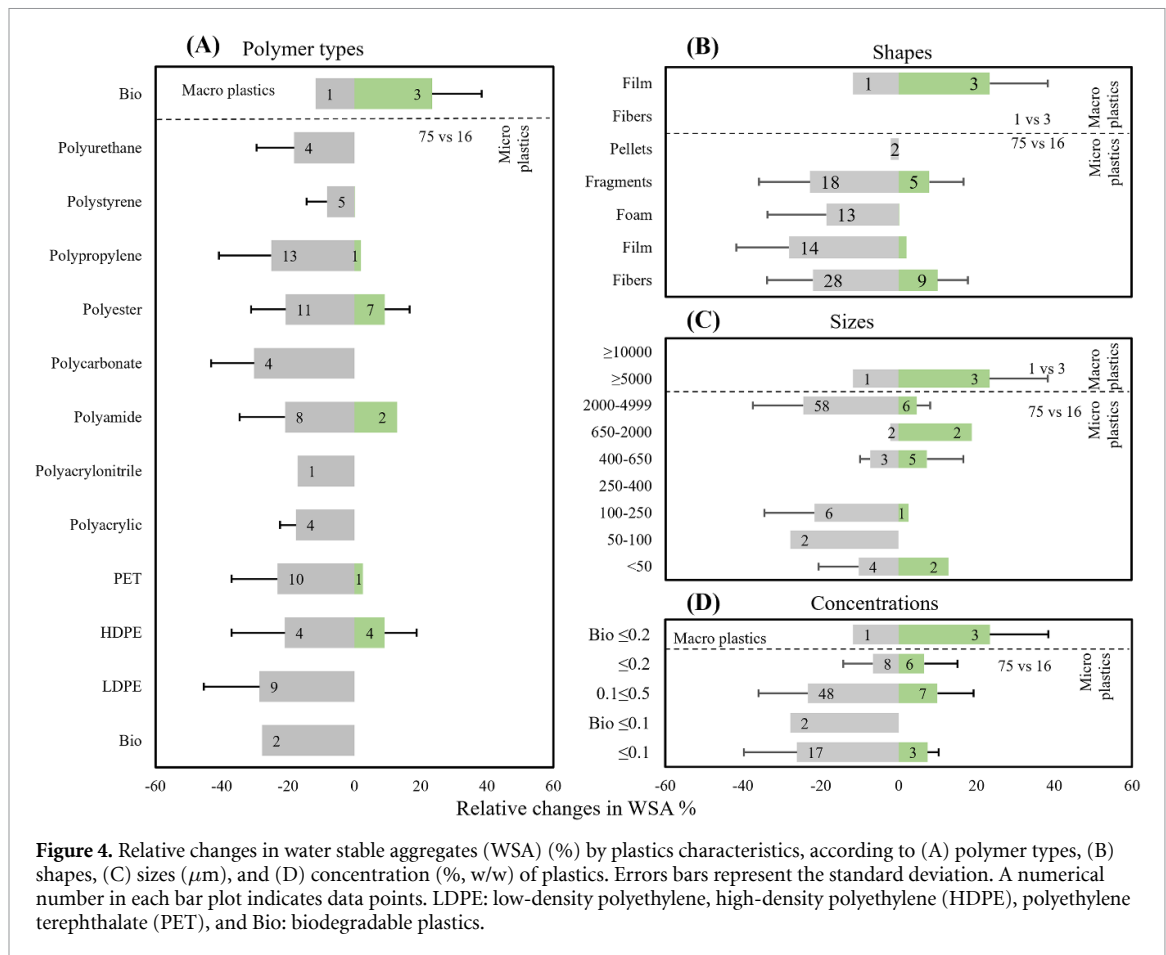 (A) Polymer types
Bio
Macro plastics
1
3
75 vs 16
Micro
plastics
Polyurethane
4
Polystyrene
5
Polypropylene
13
1
Polyester
11
7
Polycarbonate
4
Polyamide
8
2
Polyacrylonitrile
1
Polyacrylic
4
PET
10
1
HDPE
4
4
LDPE
9
Bio
2
-60 -40 -20 0 20 40 60
(B) Shapes
Film
1
3
Fibers
1 vs 3
Macro
plastics
75 vs 16
Micro
plastics
Pellets
2
Fragments
18
5
Foam
13
Film
14
Fibers
28
9
(C) Sizes
≥10000
≥5000
1
3
1 vs 3
Macro
plastics
2000-4999
58
6
75 vs 16
Micro
plastics
650-2000
2
2
400-650
3
5
250-400
100-250
6
1
50-100
2
<50
4
2
(D) Concentrations
Bio ≤0.2
1
3
Macro plastics
≤0.2
8
6
75 vs 16
Micro
plastics
0.1≤0.5
48
7
Bio ≤0.1
2
≤0.1
17
3
-60 -40 -20 0 20 40 60
Relative changes in WSA %
Figure 4. Relative changes in water stable aggregates (WSA) (%) by plastics characteristics, according to (A) polymer types, (B)
shapes, (C) sizes (μm), and (D) concentration (%, w/w) of plastics. Errors bars represent the standard deviation. A numerical
number in each bar plot indicates data points. LDPE: low-density polyethylene, high-density polyethylene (HDPE), polyethylene
terephthalate (PET), and Bio: biodegradable plastics.